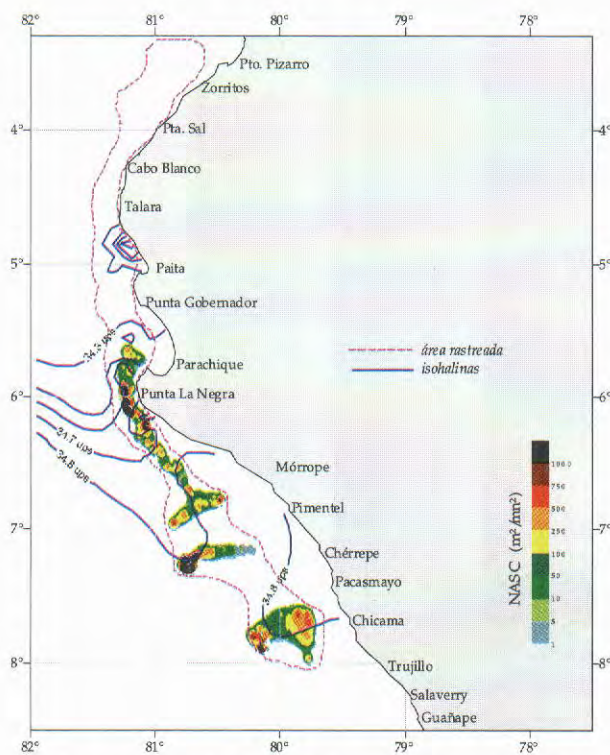 82° 81° 80° 79° 78°
Pto. Pizarro
Zorritos
4° 4°
Pta. Sal
Cabo Blanco
Talara
5° 5°
Paita
Punta Gobernador
34.3 ups
área rastreada
isohalinas
Parachique
6° 6°
Punta La Negra
34.7 ups
34.8 ups
Mórrope
Pimentel
7° 7°
Chérrepe
Pacasmayo
34.8 ups
Chicama
8° 8°
Trujillo
Salaverry
Guañape
NASC (m²/mn²)
750
500
250
100
50
10
5
1
82° 81° 80° 79° 78°